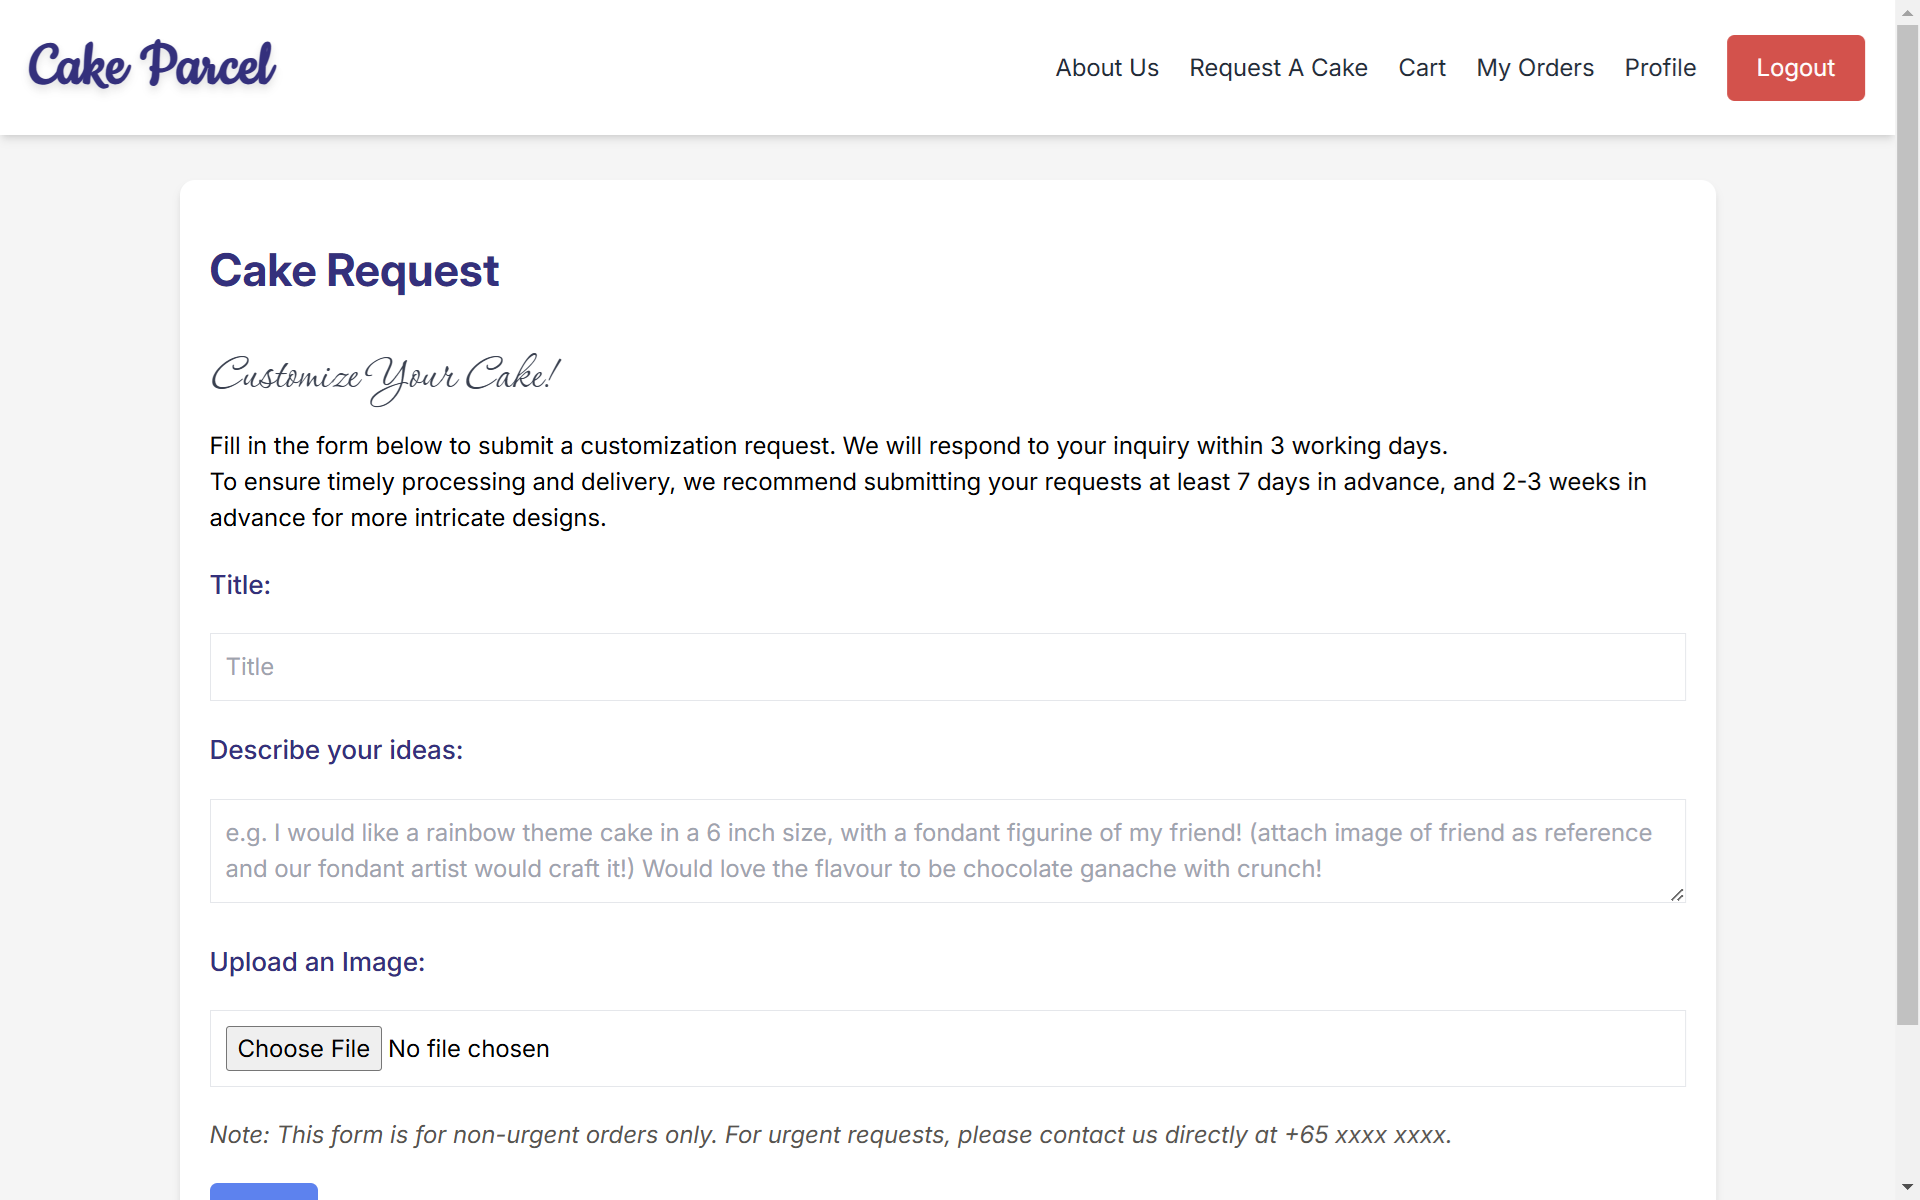 Cake Parcel
About Us Request A Cake Cart My Orders Profile Logout
Cake Request
Customize Your Cake!
Fill in the form below to submit a customization request. We will respond to your inquiry within 3 working days.
To ensure timely processing and delivery, we recommend submitting your requests at least 7 days in advance, and 2-3 weeks in
advance for more intricate designs.
Title:
Title
Describe your ideas:
e.g. I would like a rainbow theme cake in a 6 inch size, with a fondant figurine of my friend! (attach image of friend as reference
and our fondant artist would craft it!) Would love the flavour to be chocolate ganache with crunch!
Upload an Image:
Choose File No file chosen
Note: This form is for non-urgent orders only. For urgent requests, please contact us directly at +65 xxxx xxxx.